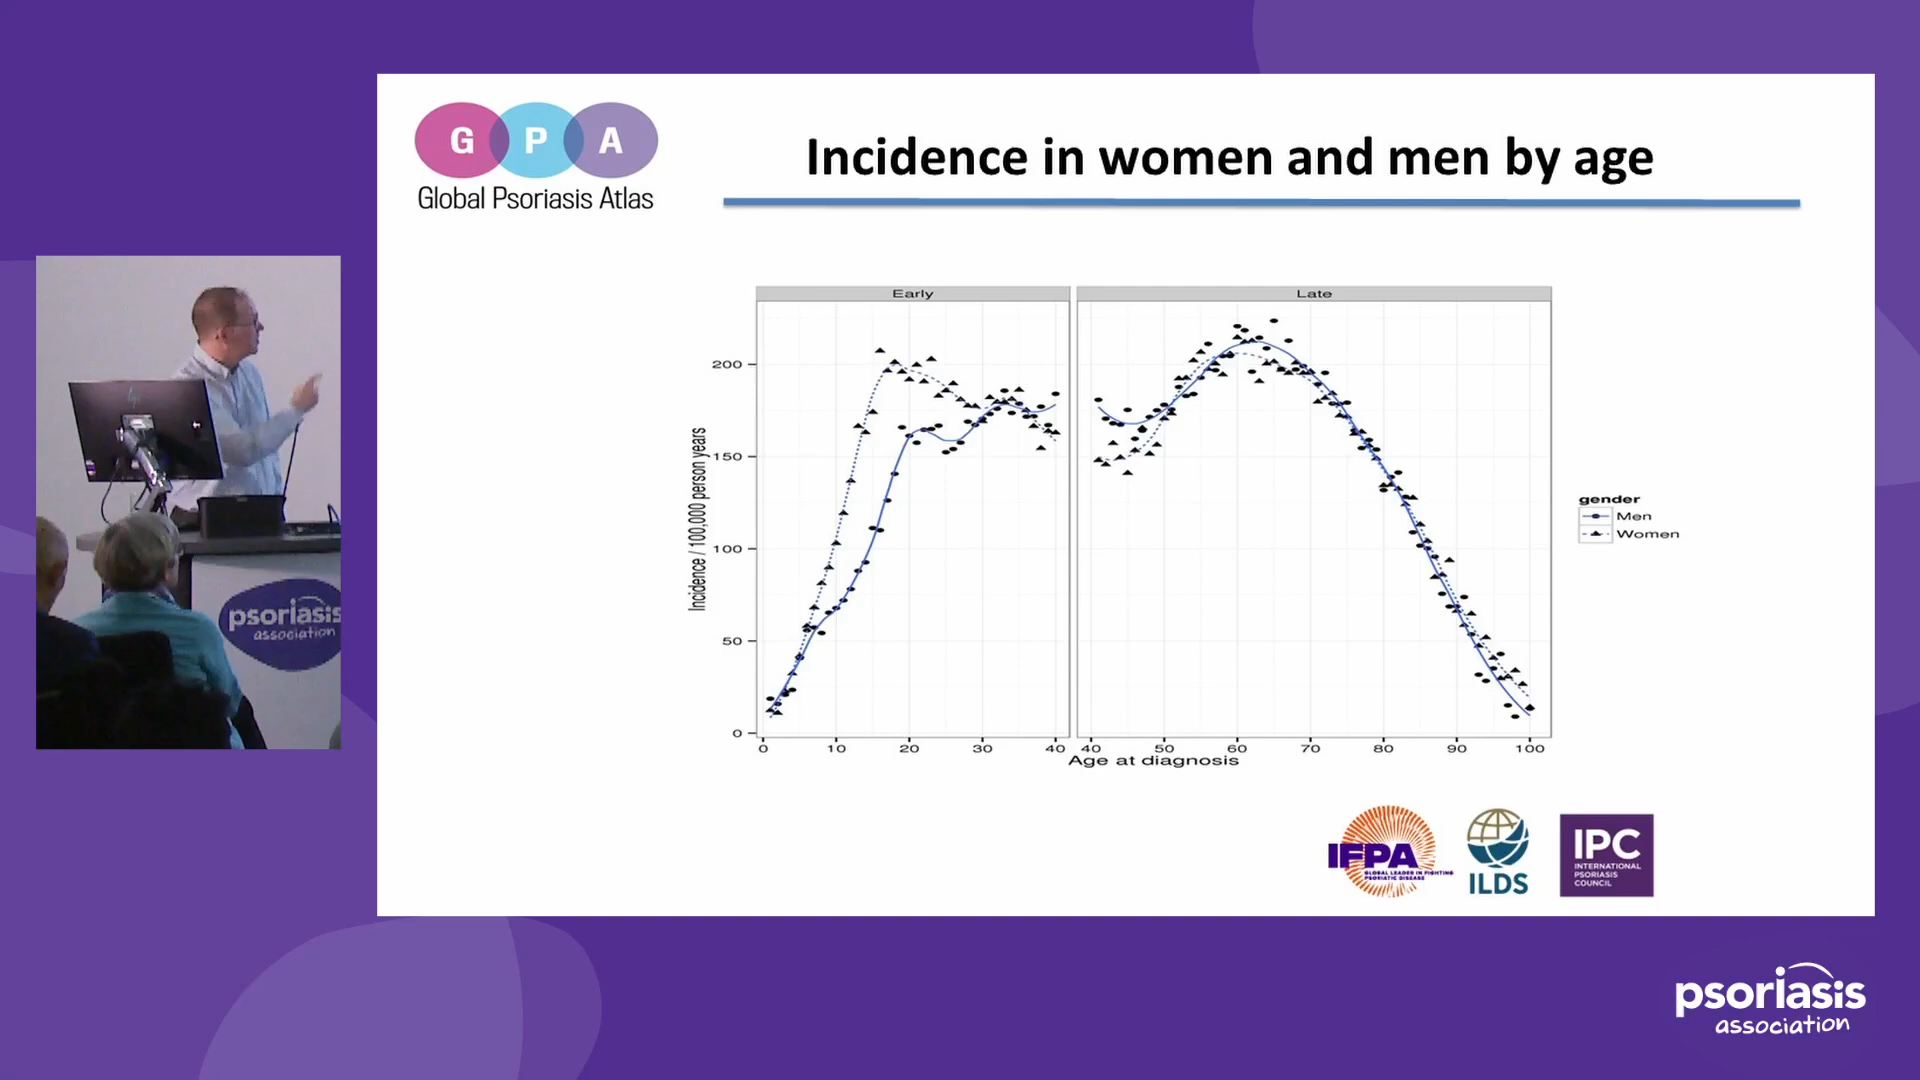 G P A
Global Psoriasis Atlas
Incidence in women and men by age
Early
Late
200
150
100
50
0
Incidence / 100,000 person years
0 10 20 30 40
40 50 60 70 80 90 100
Age at diagnosis
gender
Men
Women
psoriasis
association
IFPA
GLOBAL LEADER IN FIGHTING
PSORIATIC DISEASE
ILDS
IPC
INTERNATIONAL
PSORIASIS
COUNCIL
psoriasis
association